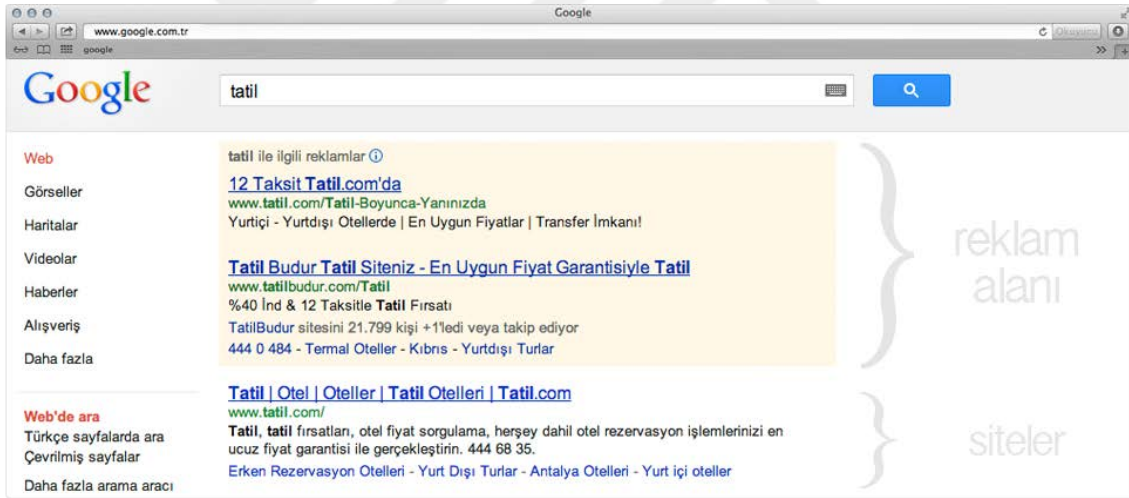 Google
www.google.com.tr
Okuyucu
google
Google
tatil
Web
Görseller
Haritalar
Videolar
Haberler
Alışveriş
Daha fazla
Web'de ara
Türkçe sayfalarda ara
Çevrilmiş sayfalar
Daha fazla arama aracı
tatil ile ilgili reklamlar
12 Taksit Tatil.com'da
www.tatil.com/Tatil-Boyunca-Yanınızda
Yurtiçi - Yurtdışı Otellerde | En Uygun Fiyatlar | Transfer İmkanı!
Tatil Budur Tatil Siteniz - En Uygun Fiyat Garantisiyle Tatil
www.tatilbudur.com/Tatil
%40 İnd & 12 Taksitle Tatil Fırsatı
TatilBudur sitesini 21.799 kişi +1'ledi veya takip ediyor
444 0 484 - Termal Oteller - Kıbrıs - Yurtdışı Turlar
Tatil | Otel | Oteller | Tatil Otelleri | Tatil.com
www.tatil.com/
Tatil, tatil fırsatları, otel fiyat sorgulama, herşey dahil otel rezervasyon işlemlerinizi en
ucuz fiyat garantisi ile gerçekleştirin. 444 68 35.
Erken Rezervasyon Otelleri - Yurt Dışı Turlar - Antalya Otelleri - Yurt içi oteller
reklam
alanı
siteler